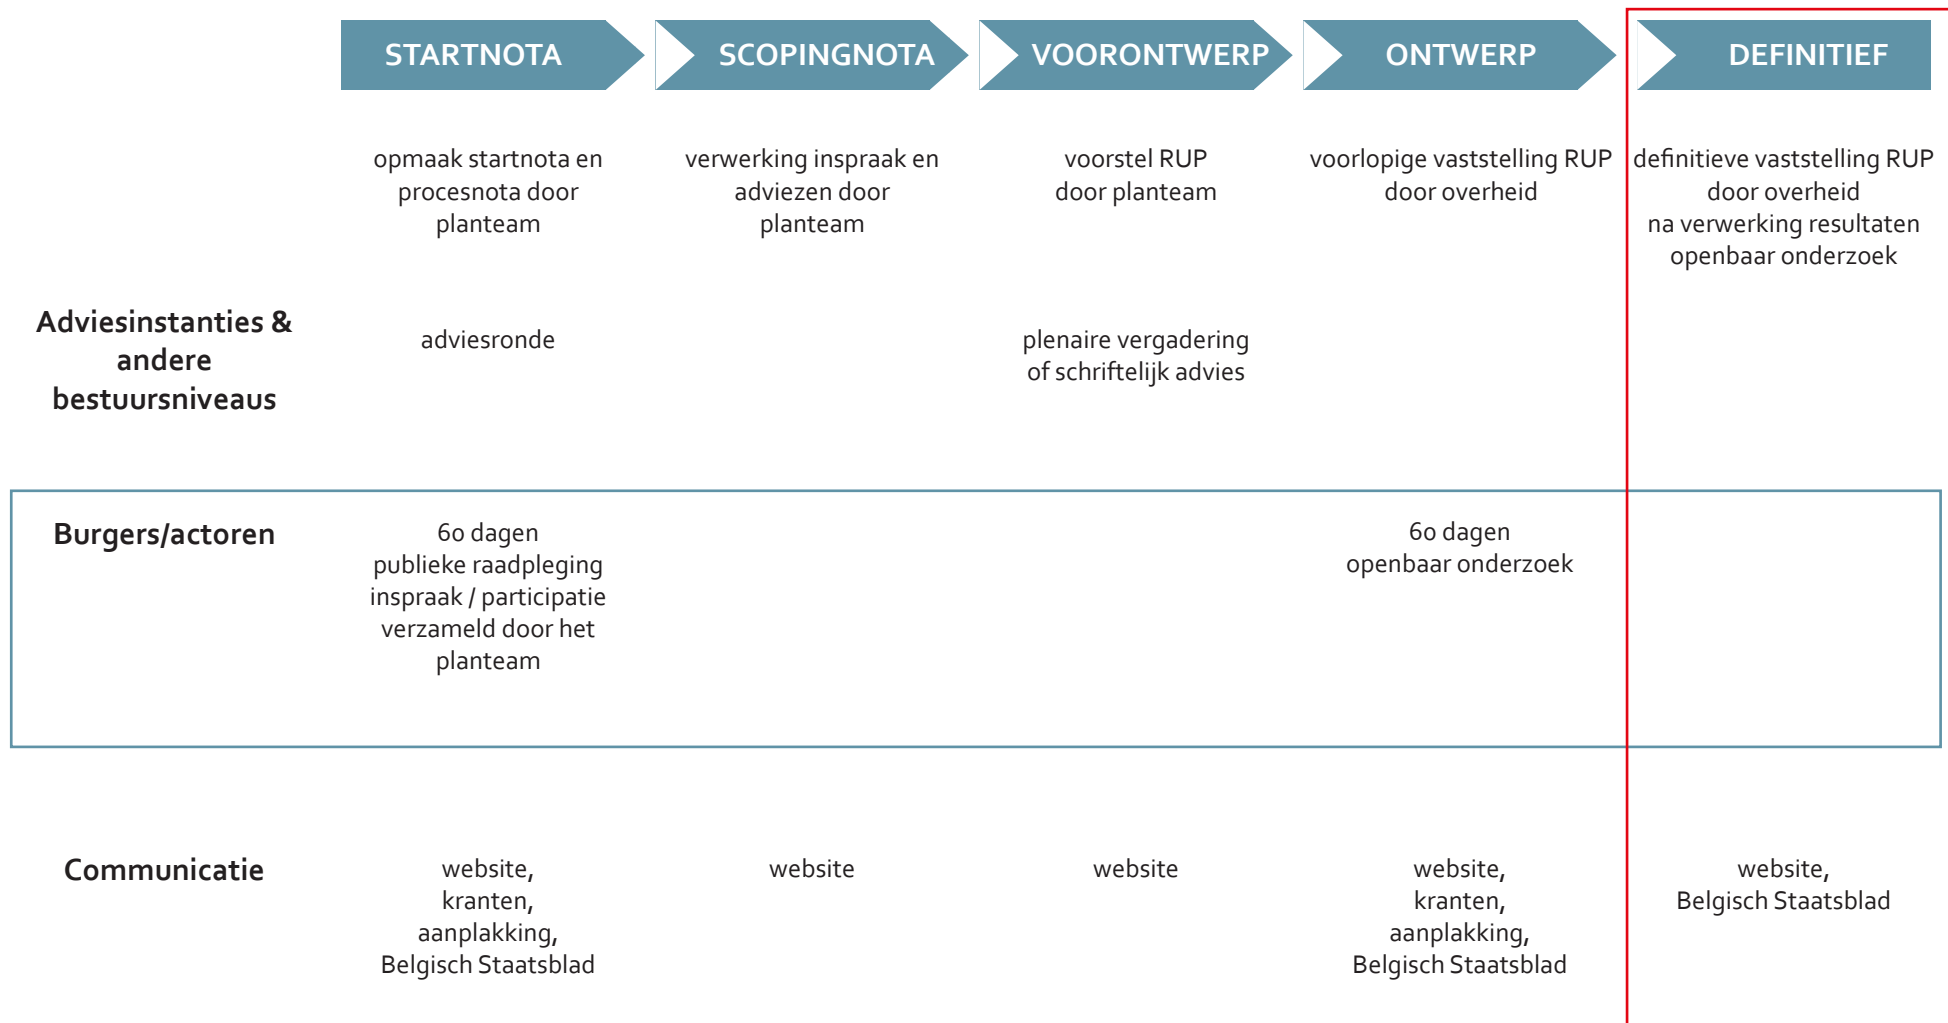 STARTNOTA
SCOPINGNOTA
VOORONTWERP
ONTWERP
DEFINITIEF
opmaak startnota en
procesnota door
planteam
verwerking inspraak en
adviezen door
planteam
voorstel RUP
door planteam
voorlopige vaststelling RUP
door overheid
definitieve vaststelling RUP
door overheid
na verwerking resultaten
openbaar onderzoek
Adviesinstanties &
andere
bestuursniveaus
adviesronde
plenaire vergadering
of schriftelijk advies
Burgers/actoren
60 dagen
publieke raadpleging
inspraak / participatie
verzameld door het
planteam
60 dagen
openbaar onderzoek
Communicatie
website,
kranten,
aanplakking,
Belgisch Staatsblad
website
website
website,
kranten,
aanplakking,
Belgisch Staatsblad
website,
Belgisch Staatsblad